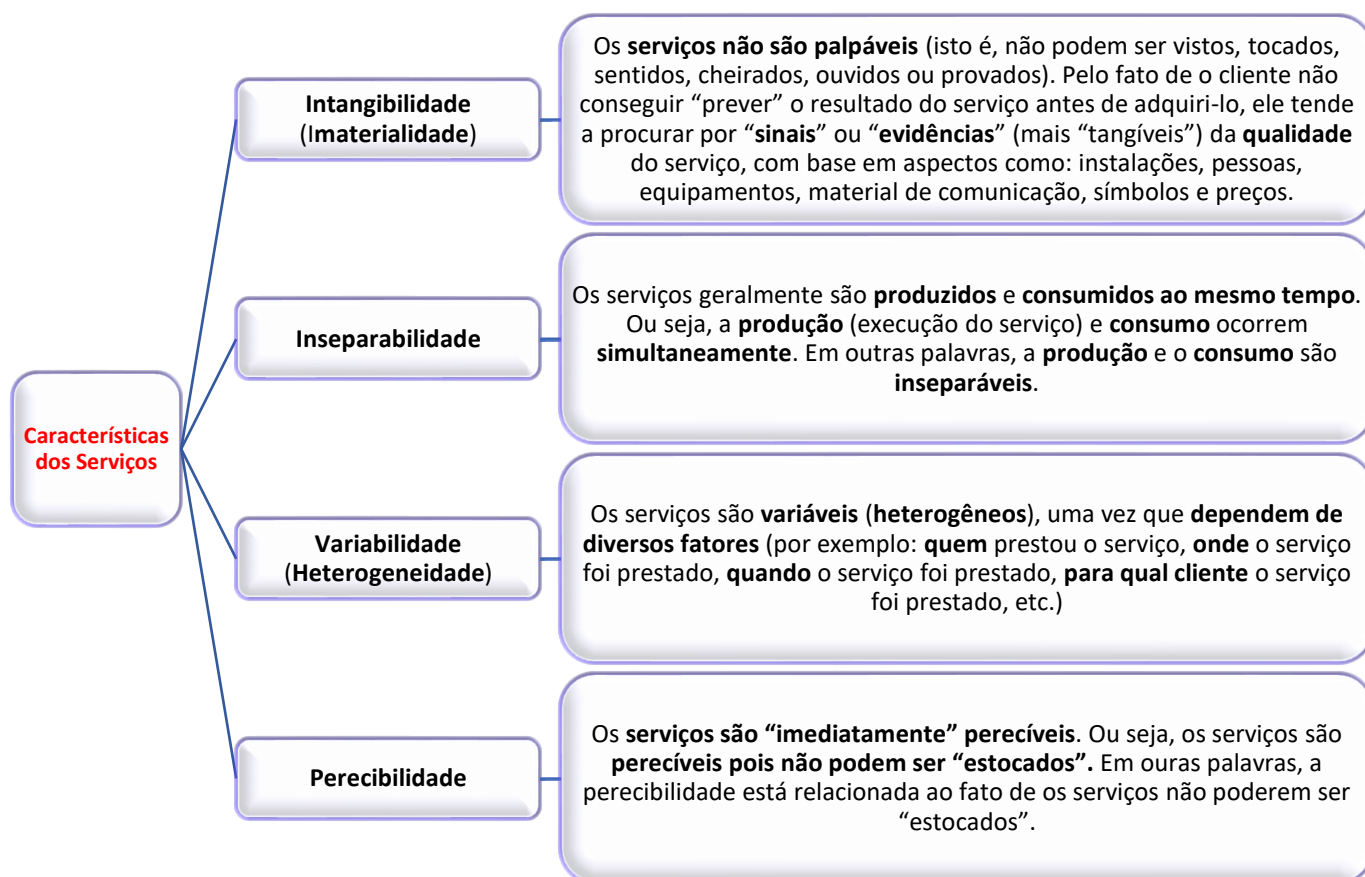 Características
dos Serviços
Intangibilidade
(Imaterialidade)
Os serviços não são palpáveis (isto é, não podem ser vistos, tocados,
sentidos, cheirados, ouvidos ou provados). Pelo fato de o cliente não
conseguir “prever” o resultado do serviço antes de adquiri-lo, ele tende
a procurar por “sinais” ou “evidências” (mais “tangíveis”) da qualidade
do serviço, com base em aspectos como: instalações, pessoas,
equipamentos, material de comunicação, símbolos e preços.
Inseparabilidade
Os serviços geralmente são produzidos e consumidos ao mesmo tempo.
Ou seja, a produção (execução do serviço) e consumo ocorrem
simultaneamente. Em outras palavras, a produção e o consumo são
inseparáveis.
Variabilidade
(Heterogeneidade)
Os serviços são variáveis (heterogêneos), uma vez que dependem de
diversos fatores (por exemplo: quem prestou o serviço, onde o serviço
foi prestado, quando o serviço foi prestado, para qual cliente o serviço
foi prestado, etc.)
Perecibilidade
Os serviços são “imediatamente” perecíveis. Ou seja, os serviços são
perecíveis pois não podem ser “estocados”. Em ouras palavras, a
perecibilidade está relacionada ao fato de os serviços não poderem ser
“estocados”.